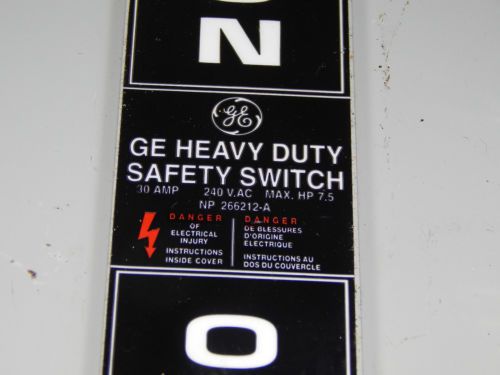 N
GE
GE HEAVY DUTY
SAFETY SWITCH
30 AMP 240 V.AC MAX. HP 7.5
NP 266212-A
DANGER
OF
ELECTRICAL
INJURY
INSTRUCTIONS
INSIDE COVER
DANGER
DE BLESSURES
D'ORIGINE
ELECTRIQUE
INSTRUCTIONS AU
DOS DU COUVERCLE
O